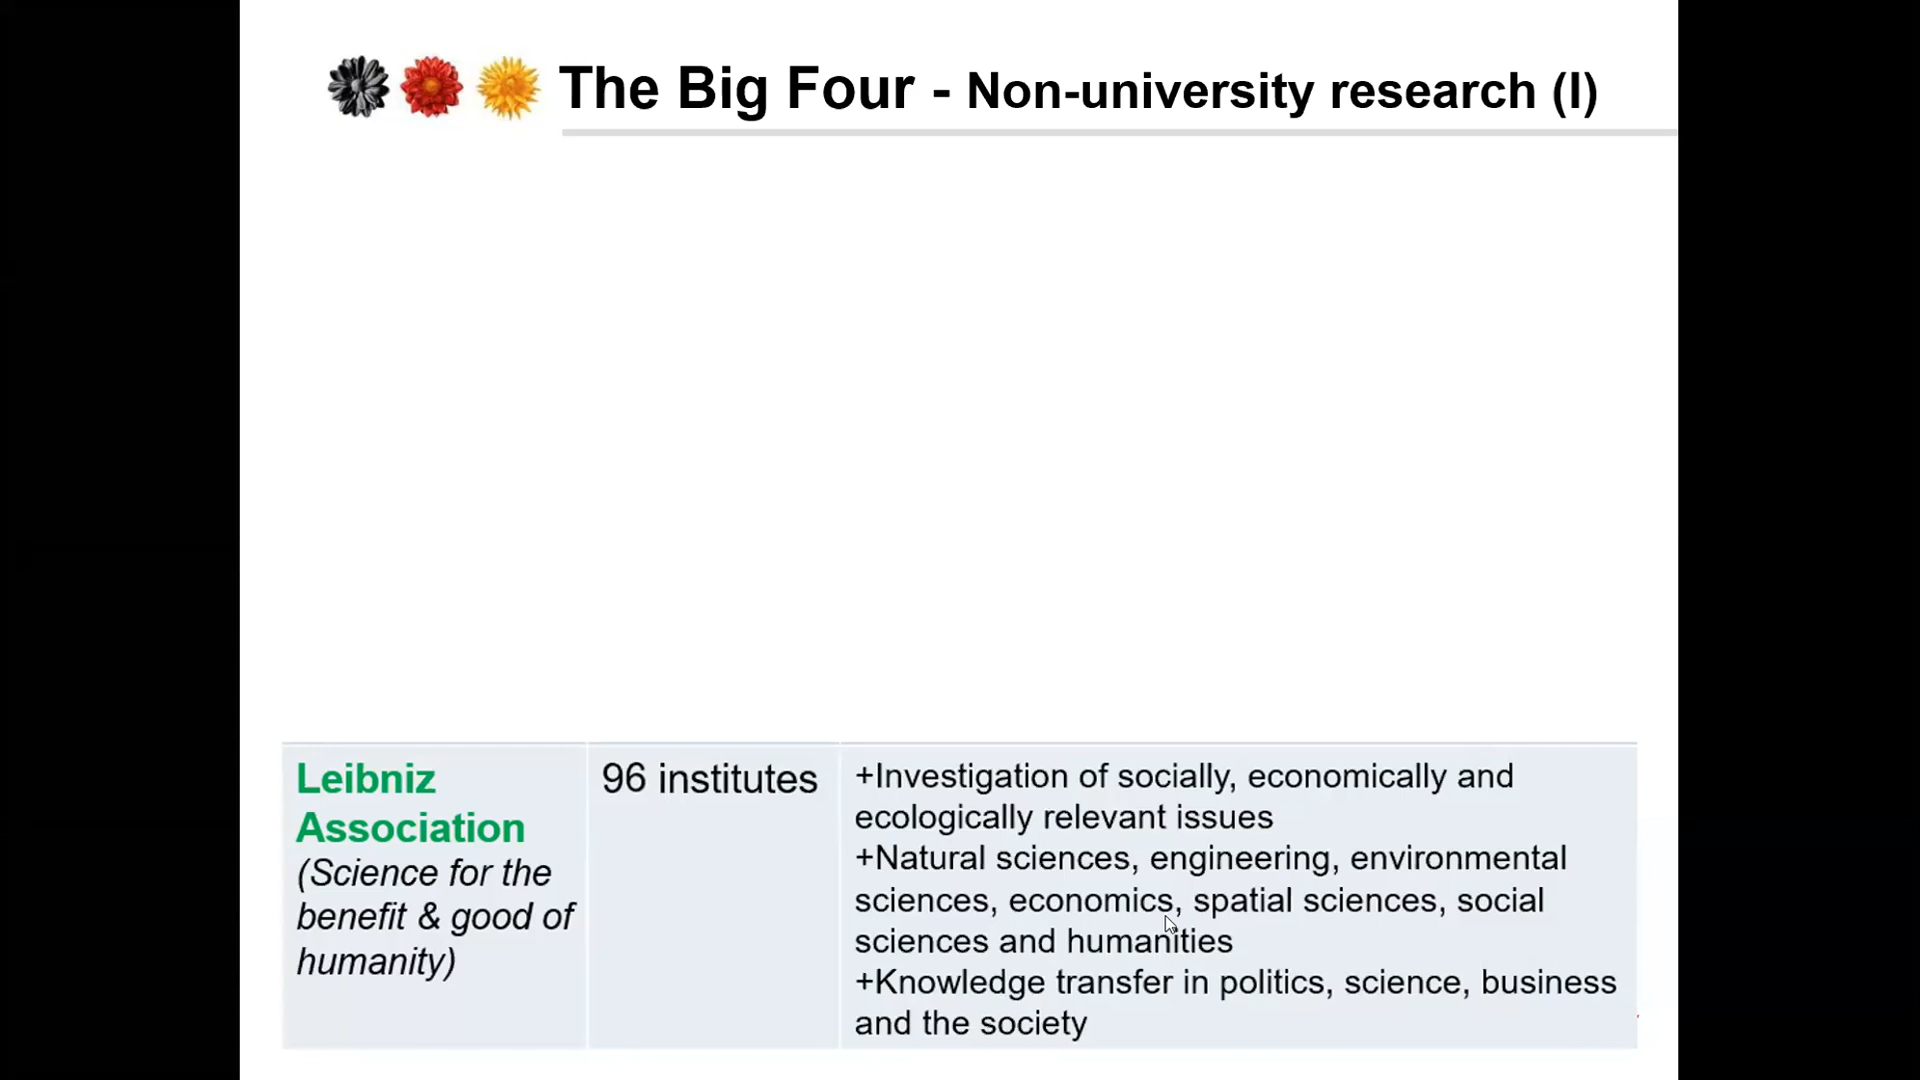 The Big Four - Non-university research (I)
Leibniz
Association
(Science for the
benefit & good of
humanity)
96 institutes
+Investigation of socially, economically and
ecologically relevant issues
+Natural sciences, engineering, environmental
sciences, economics, spatial sciences, social
sciences and humanities
+Knowledge transfer in politics, science, business
and the society